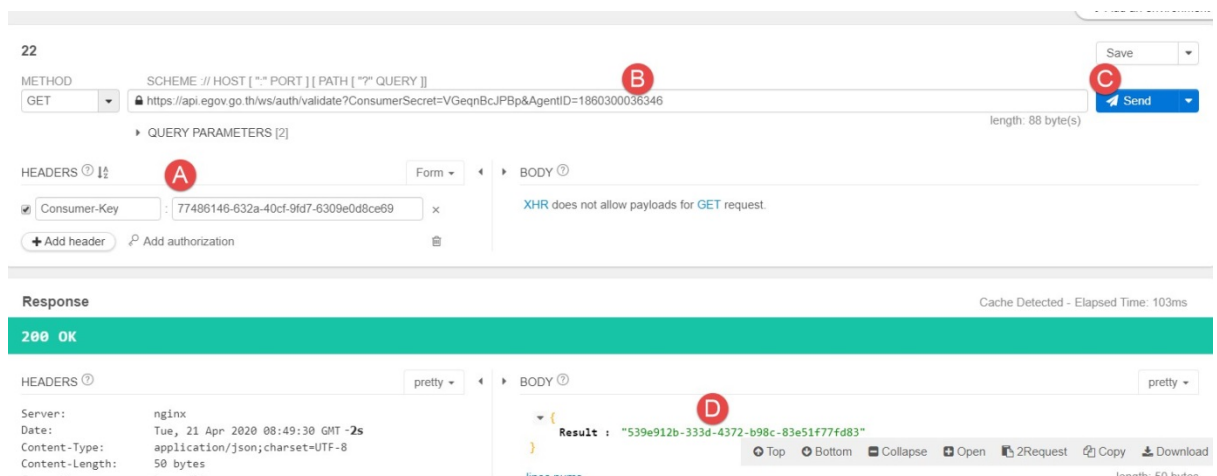 22
Save
METHOD SCHEME :// HOST [ ":" PORT ] [ PATH [ "?" QUERY ]]
B
C
GET https://api.egov.go.th/ws/auth/validate?ConsumerSecret=VGeqnBcJPBp&AgentID=1860300036346 Send
length: 88 byte(s)
QUERY PARAMETERS [2]
HEADERS A Form BODY
Consumer-Key : 77486146-632a-40cf-9fd7-6309e0d8ce69 × XHR does not allow payloads for GET request.
+ Add header Add authorization
Response Cache Detected - Elapsed Time: 103ms
200 OK
HEADERS pretty BODY pretty
D
Server: nginx {
Date: Tue, 21 Apr 2020 08:49:30 GMT -2s Result : "539e912b-333d-4372-b98c-83e51f77fd83"
Content-Type: application/json;charset=UTF-8 } Top Bottom Collapse Open 2Request Copy Download
Content-Length: 50 bytes